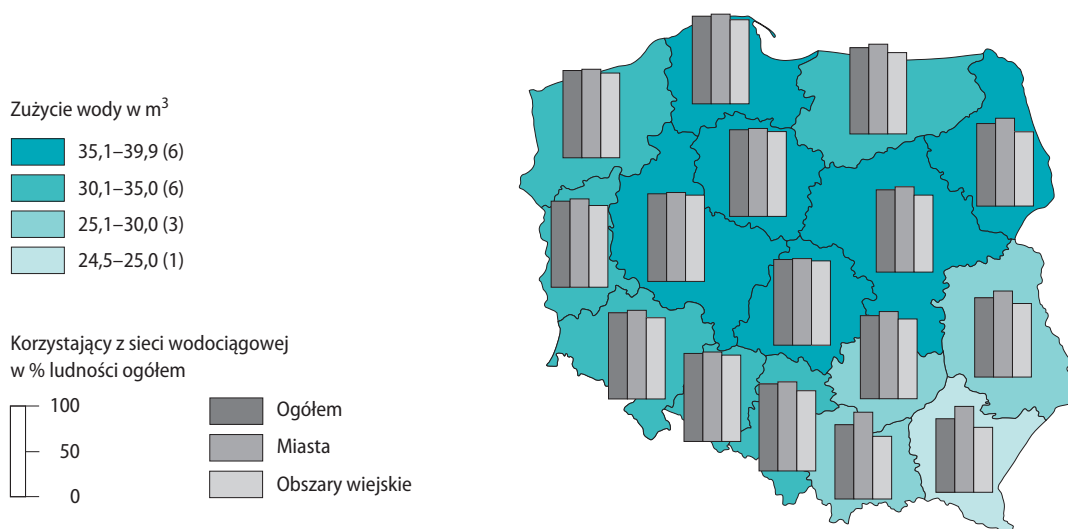 Zużycie wody w m³
35,1–39,9 (6)
30,1–35,0 (6)
25,1–30,0 (3)
24,5–25,0 (1)
Korzystający z sieci wodociągowej
w % ludności ogółem
100
50
0
Ogółem
Miasta
Obszary wiejskie